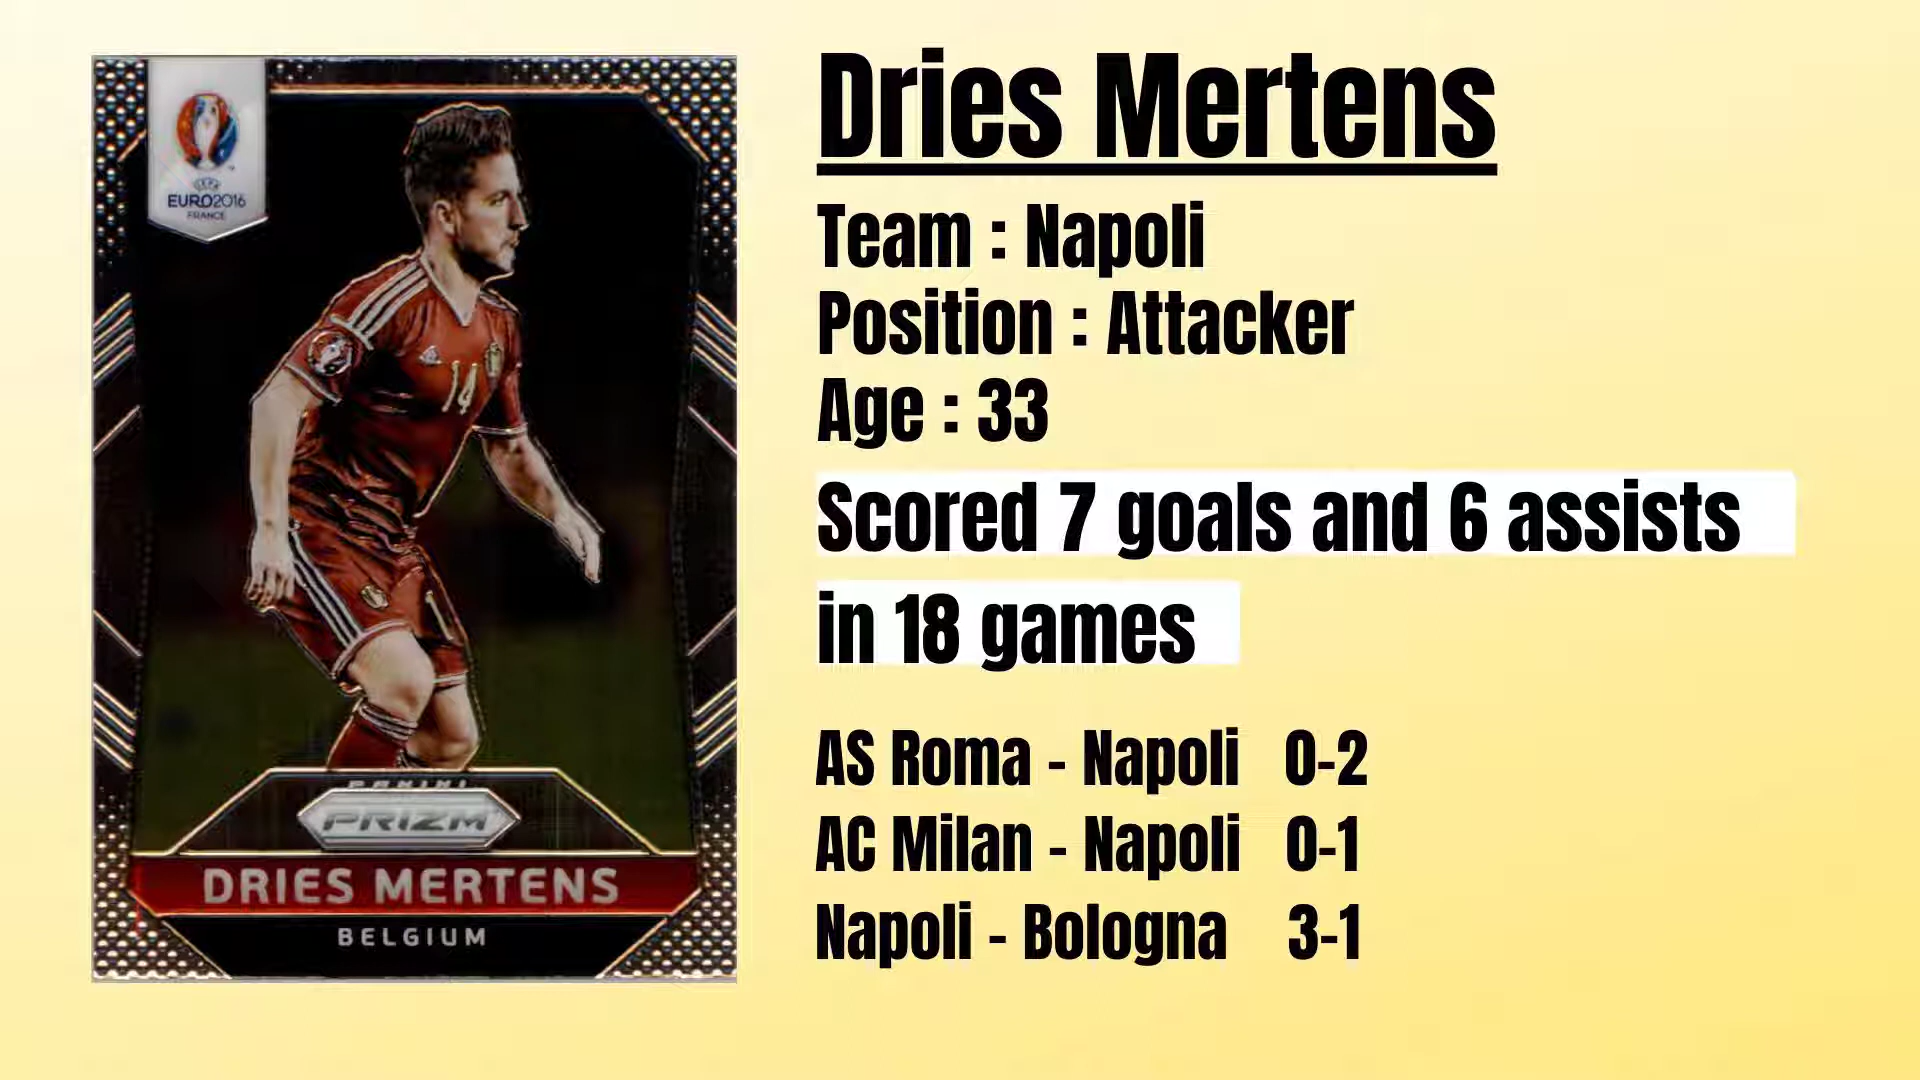 UEFA
EURO2016
FRANCE
14
PANINI
PRIZM
DRIES MERTENS
BELGIUM
Dries Mertens
Team : Napoli
Position : Attacker
Age : 33
Scored 7 goals and 6 assists
in 18 games
AS Roma - Napoli 0-2
AC Milan - Napoli 0-1
Napoli - Bologna 3-1